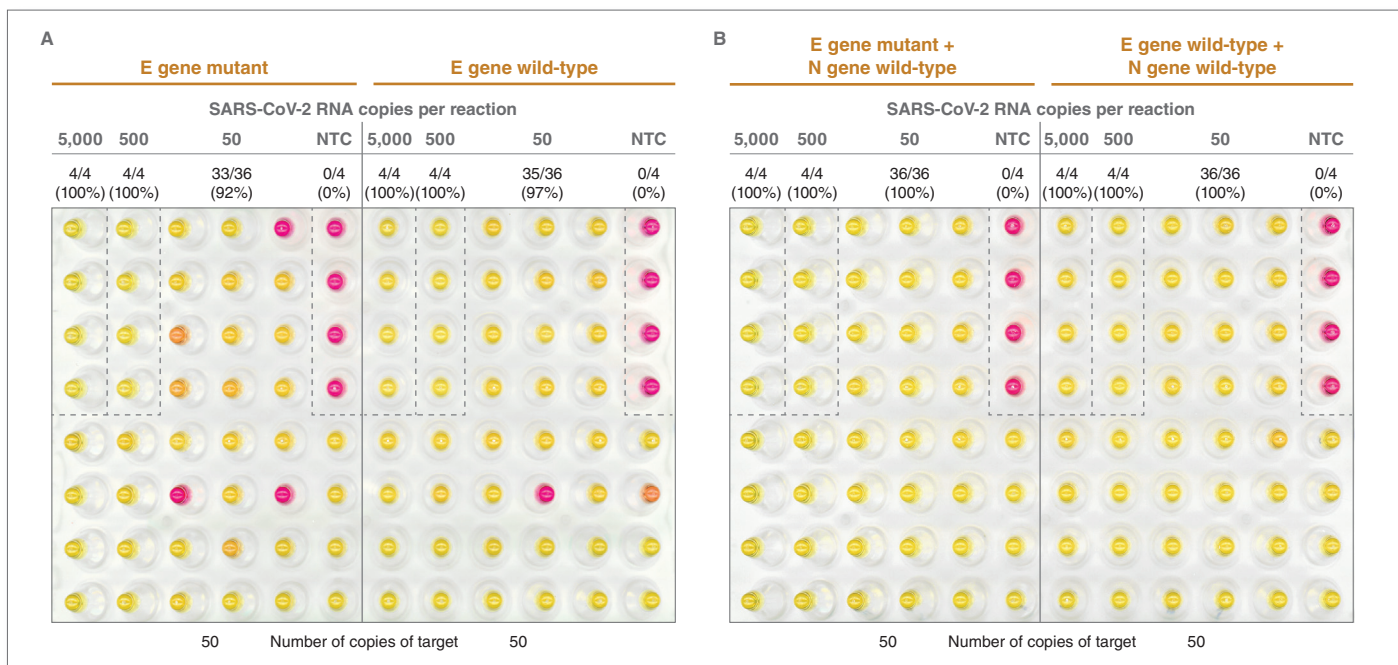 A
E gene mutant
E gene wild-type
SARS-CoV-2 RNA copies per reaction
5,000 500 50 NTC 5,000 500 50 NTC
4/4 4/4 33/36 0/4 4/4 4/4 35/36 0/4
(100%) (100%) (92%) (0%) (100%) (100%) (97%) (0%)
50 Number of copies of target 50
B
E gene mutant +
N gene wild-type
E gene wild-type +
N gene wild-type
SARS-CoV-2 RNA copies per reaction
5,000 500 50 NTC 5,000 500 50 NTC
4/4 4/4 36/36 0/4 4/4 4/4 36/36 0/4
(100%) (100%) (100%) (0%) (100%) (100%) (100%) (0%)
50 Number of copies of target 50